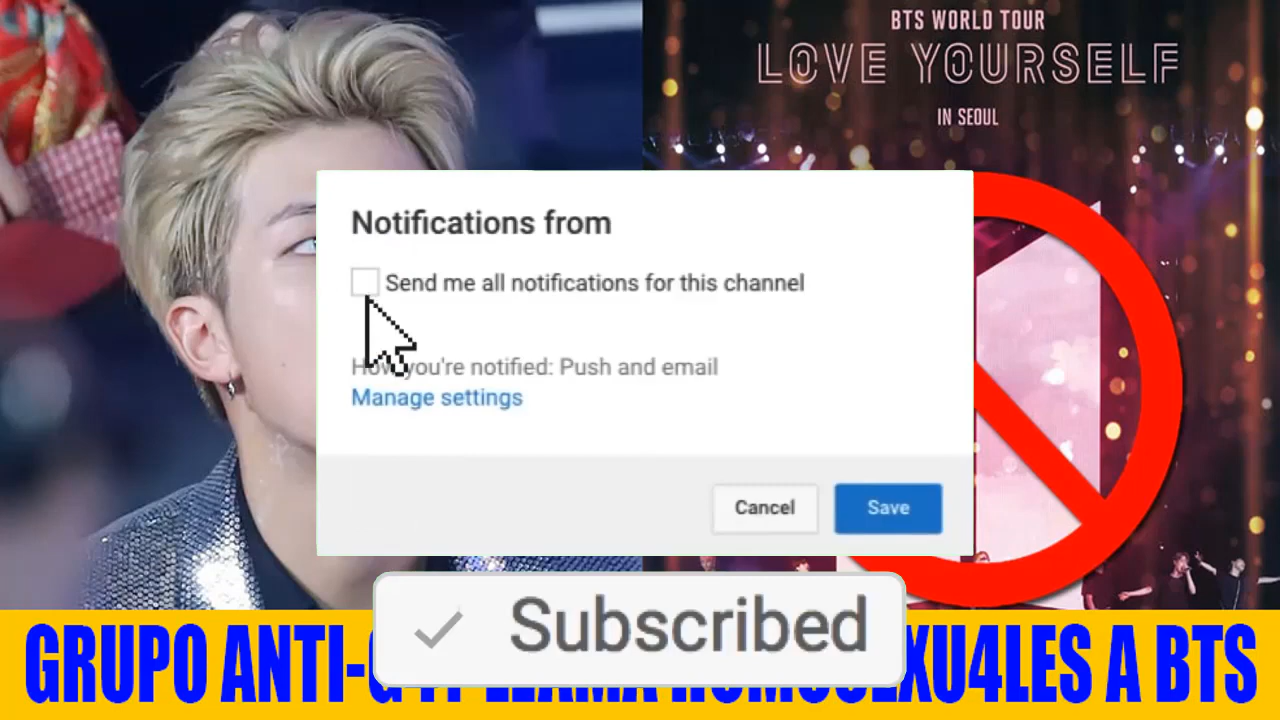 BTS WORLD TOUR
LOVE YOURSELF
IN SEOUL
Notifications from
Send me all notifications for this channel
How you're notified: Push and email
Manage settings
Cancel
Save
Subscribed
GRUPO ANTI- A BTS